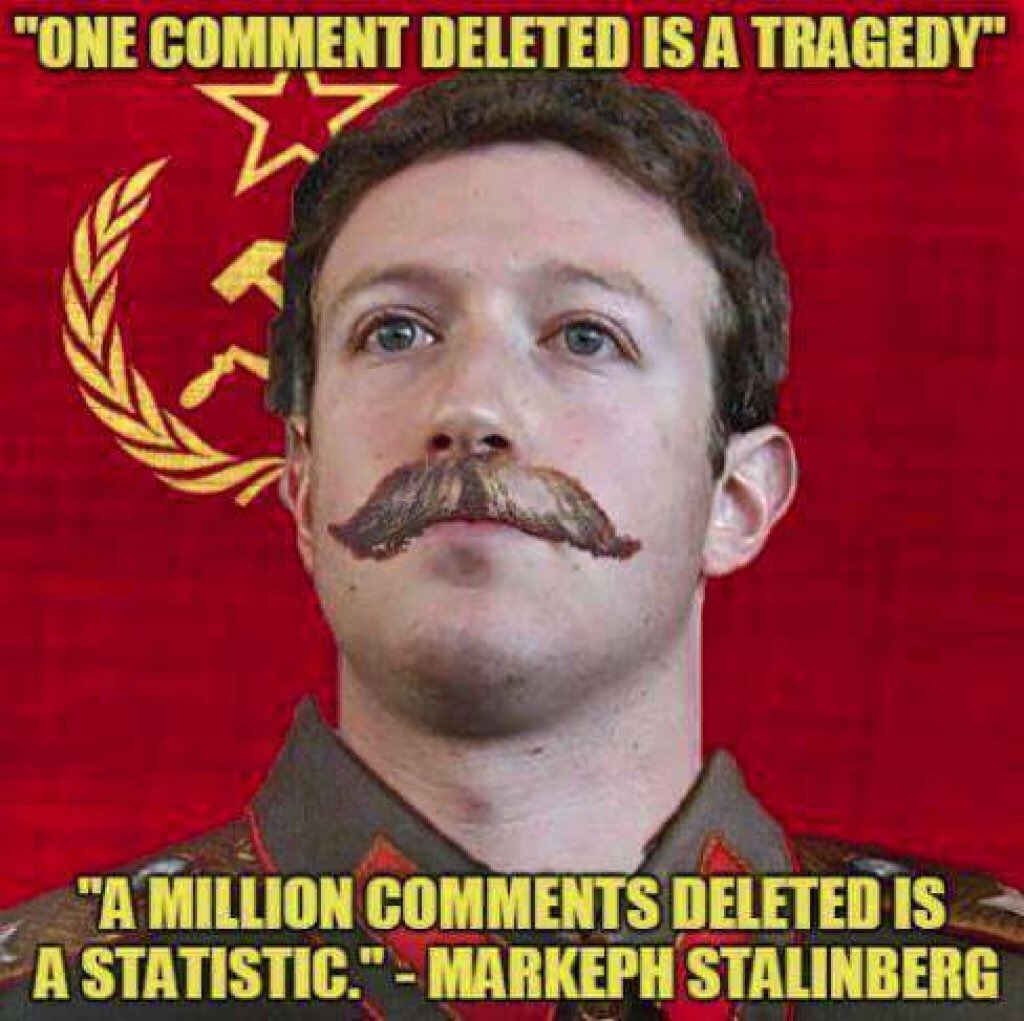 "ONE COMMENT DELETED IS A TRAGEDY"
"A MILLION COMMENTS DELETED IS
A STATISTIC." - MARKEPH STALINBERG